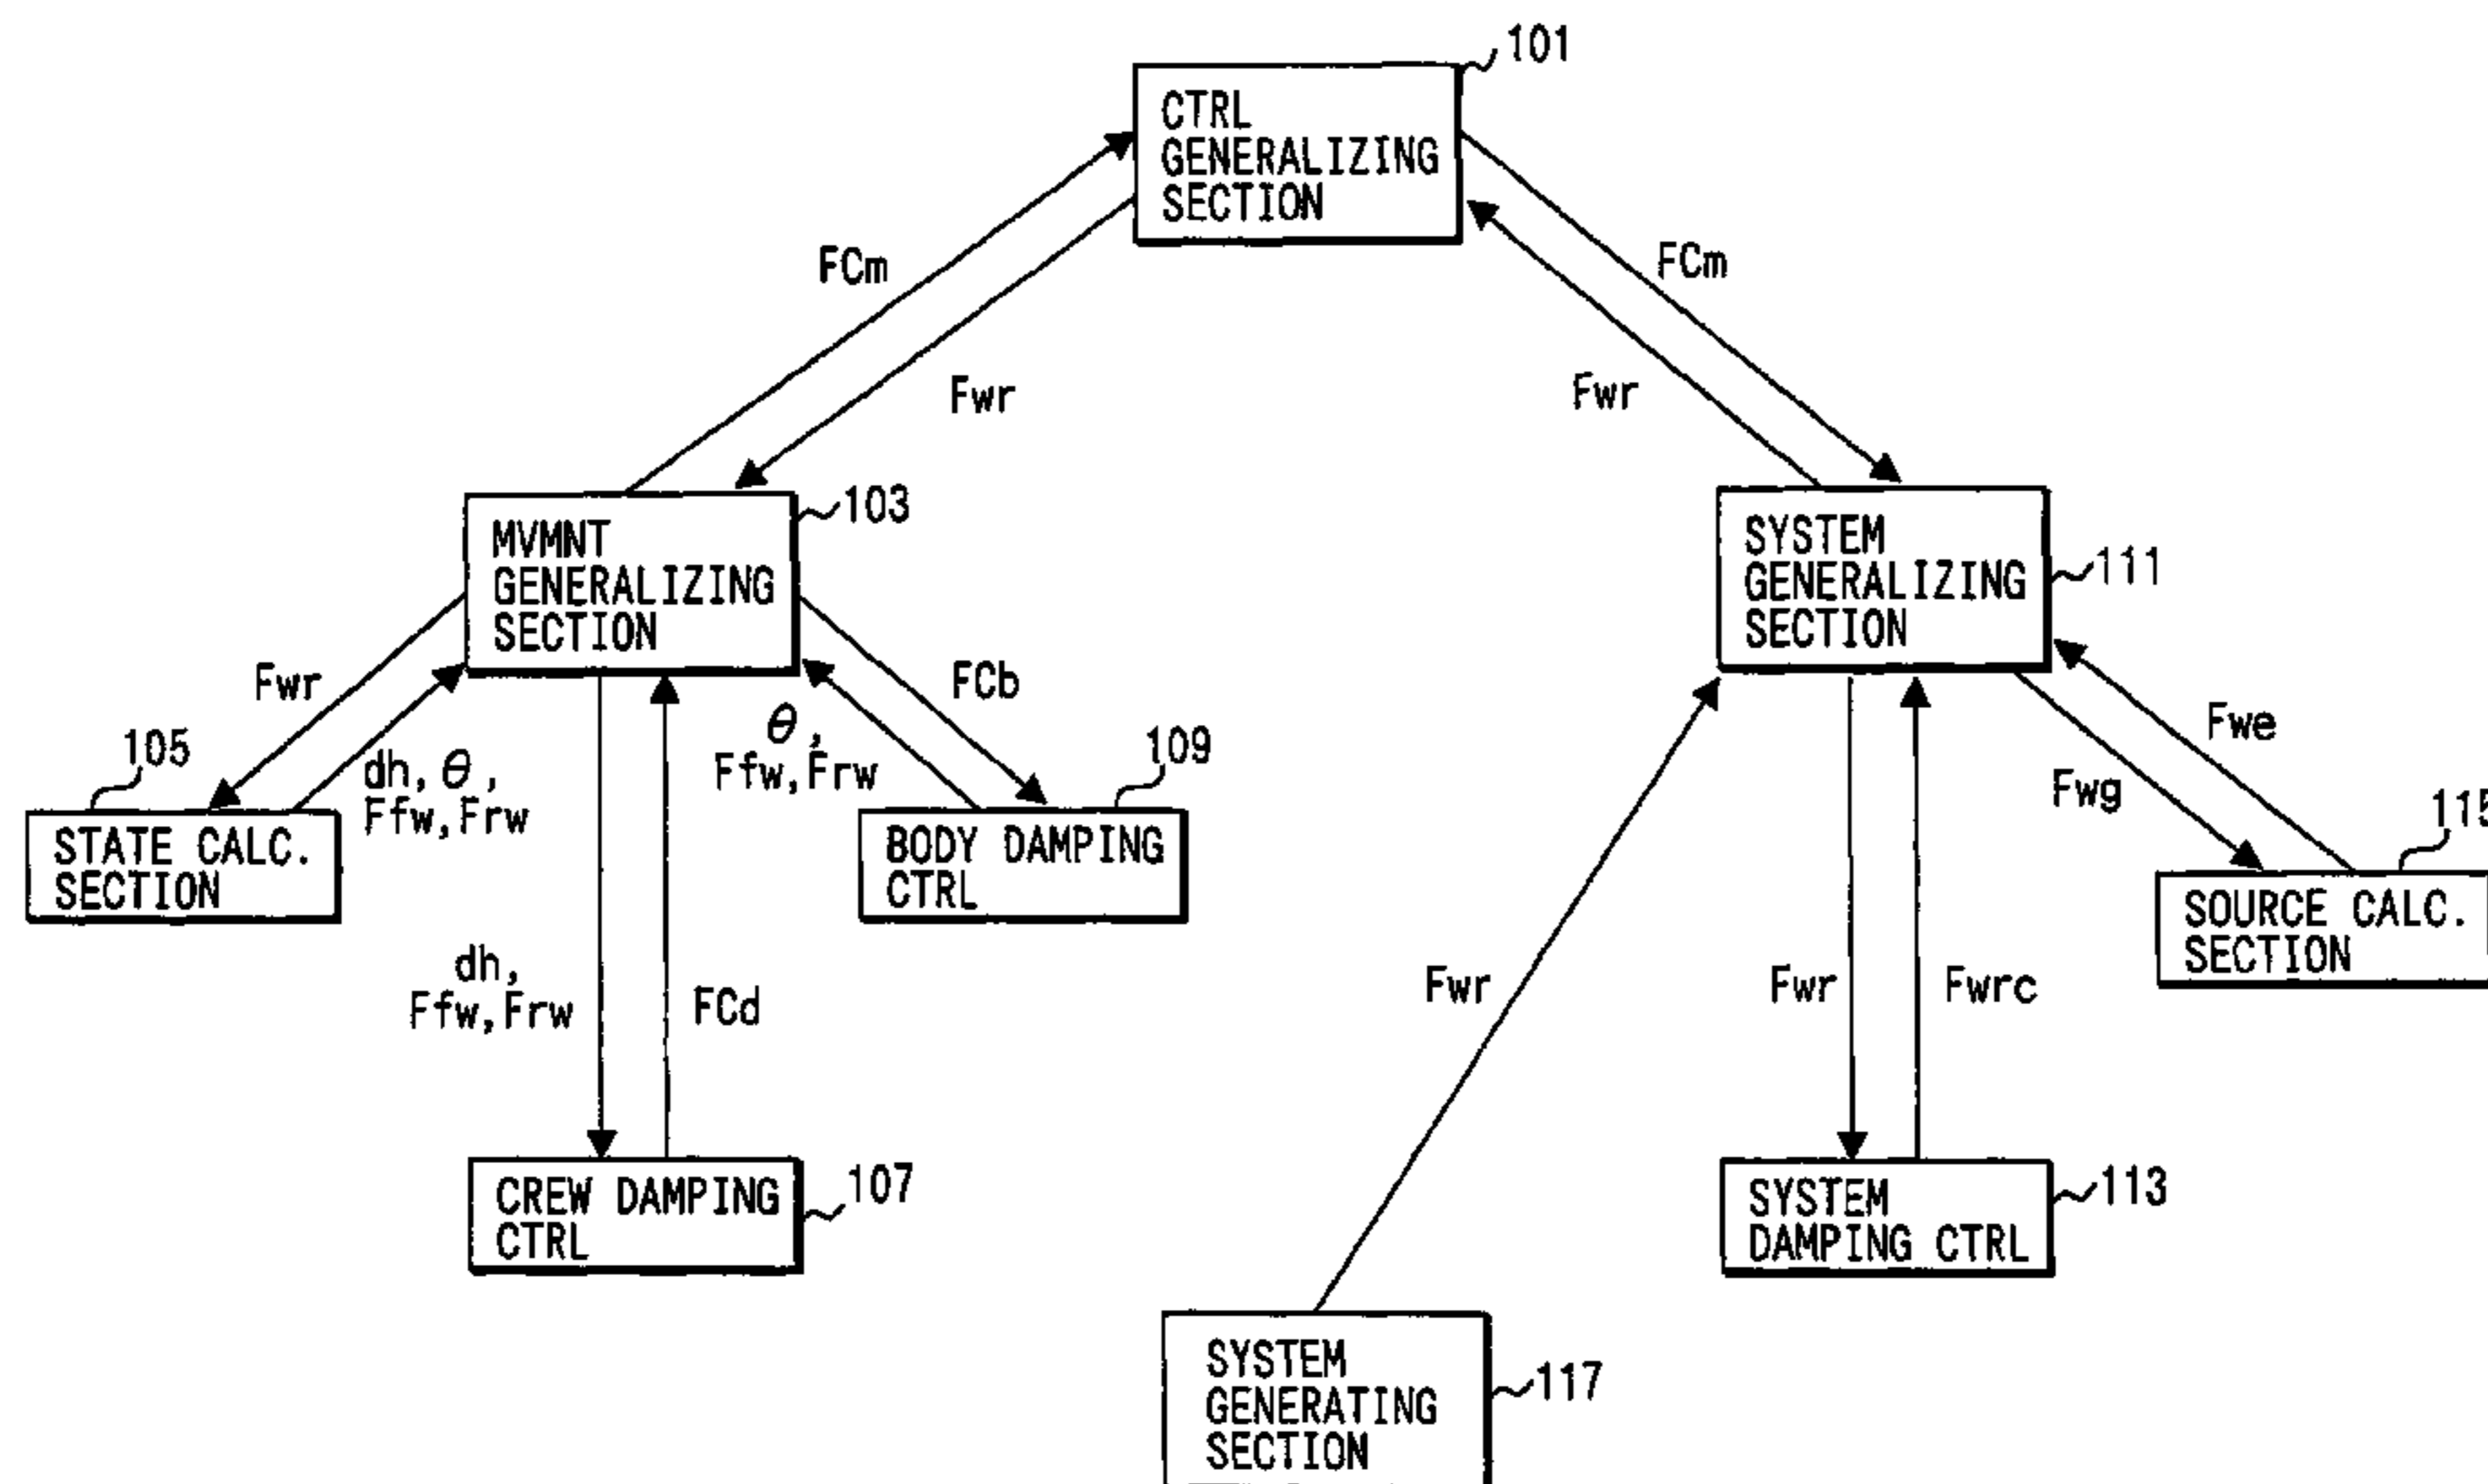 101
CTRL
GENERALIZING
SECTION
FCm
FCm
Fwr
Fwr
103
MVMNT
GENERALIZING
SECTION
SYSTEM
GENERALIZING
SECTION
111
Fwr
FCb
105
dh, θ,
Ffw,Frw
θ,
Ffw,Frw
109
Fwe
Fwg
115
STATE CALC.
SECTION
BODY DAMPING
CTRL
SOURCE CALC.
SECTION
dh,
Ffw,Frw
FCd
Fwr
Fwr
Fwrc
CREW DAMPING
CTRL
107
SYSTEM
DAMPING CTRL
113
SYSTEM
GENERATING
SECTION
117